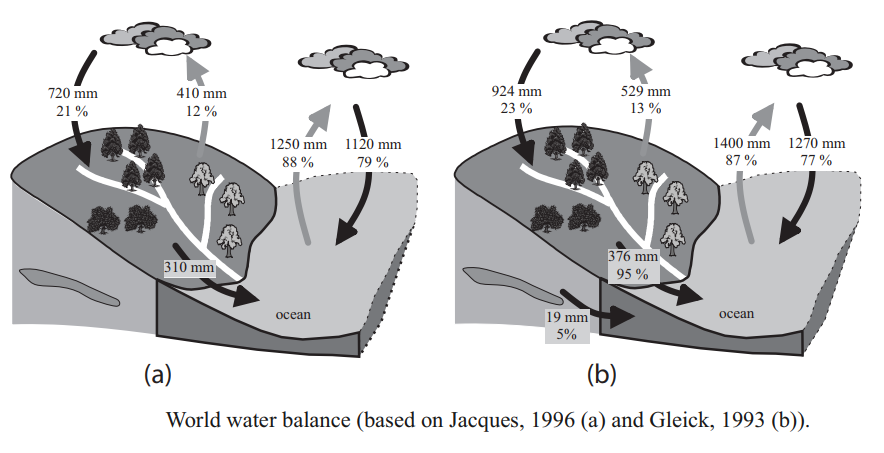 720 mm
21 %
410 mm
12 %
1250 mm
88 %
1120 mm
79 %
310 mm
ocean
(a)
924 mm
23 %
529 mm
13 %
1400 mm
87 %
1270 mm
77 %
376 mm
95 %
19 mm
5%
ocean
(b)
World water balance (based on Jacques, 1996 (a) and Gleick, 1993 (b)).